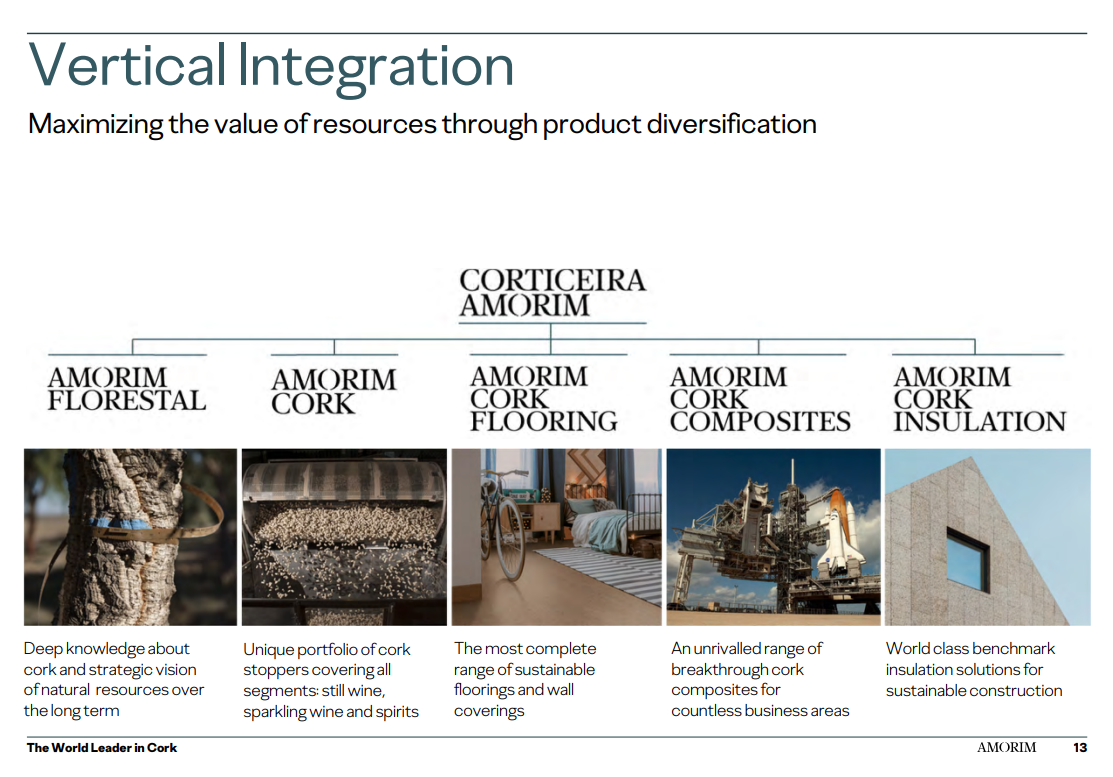 Vertical Integration
Maximizing the value of resources through product diversification
CORTICEIRA
AMORIM
AMORIM
FLORESTAL
AMORIM
CORK
AMORIM
CORK
FLOORING
AMORIM
CORK
COMPOSITES
AMORIM
CORK
INSULATION
Deep knowledge about
cork and strategic vision
of natural resources over
the long term
Unique portfolio of cork
stoppers covering all
segments: still wine,
sparkling wine and spirits
The most complete
range of sustainable
floorings and wall
coverings
An unrivalled range of
breakthrough cork
composites for
countless business areas
World class benchmark
insulation solutions for
sustainable construction
The World Leader in Cork
AMORIM
13